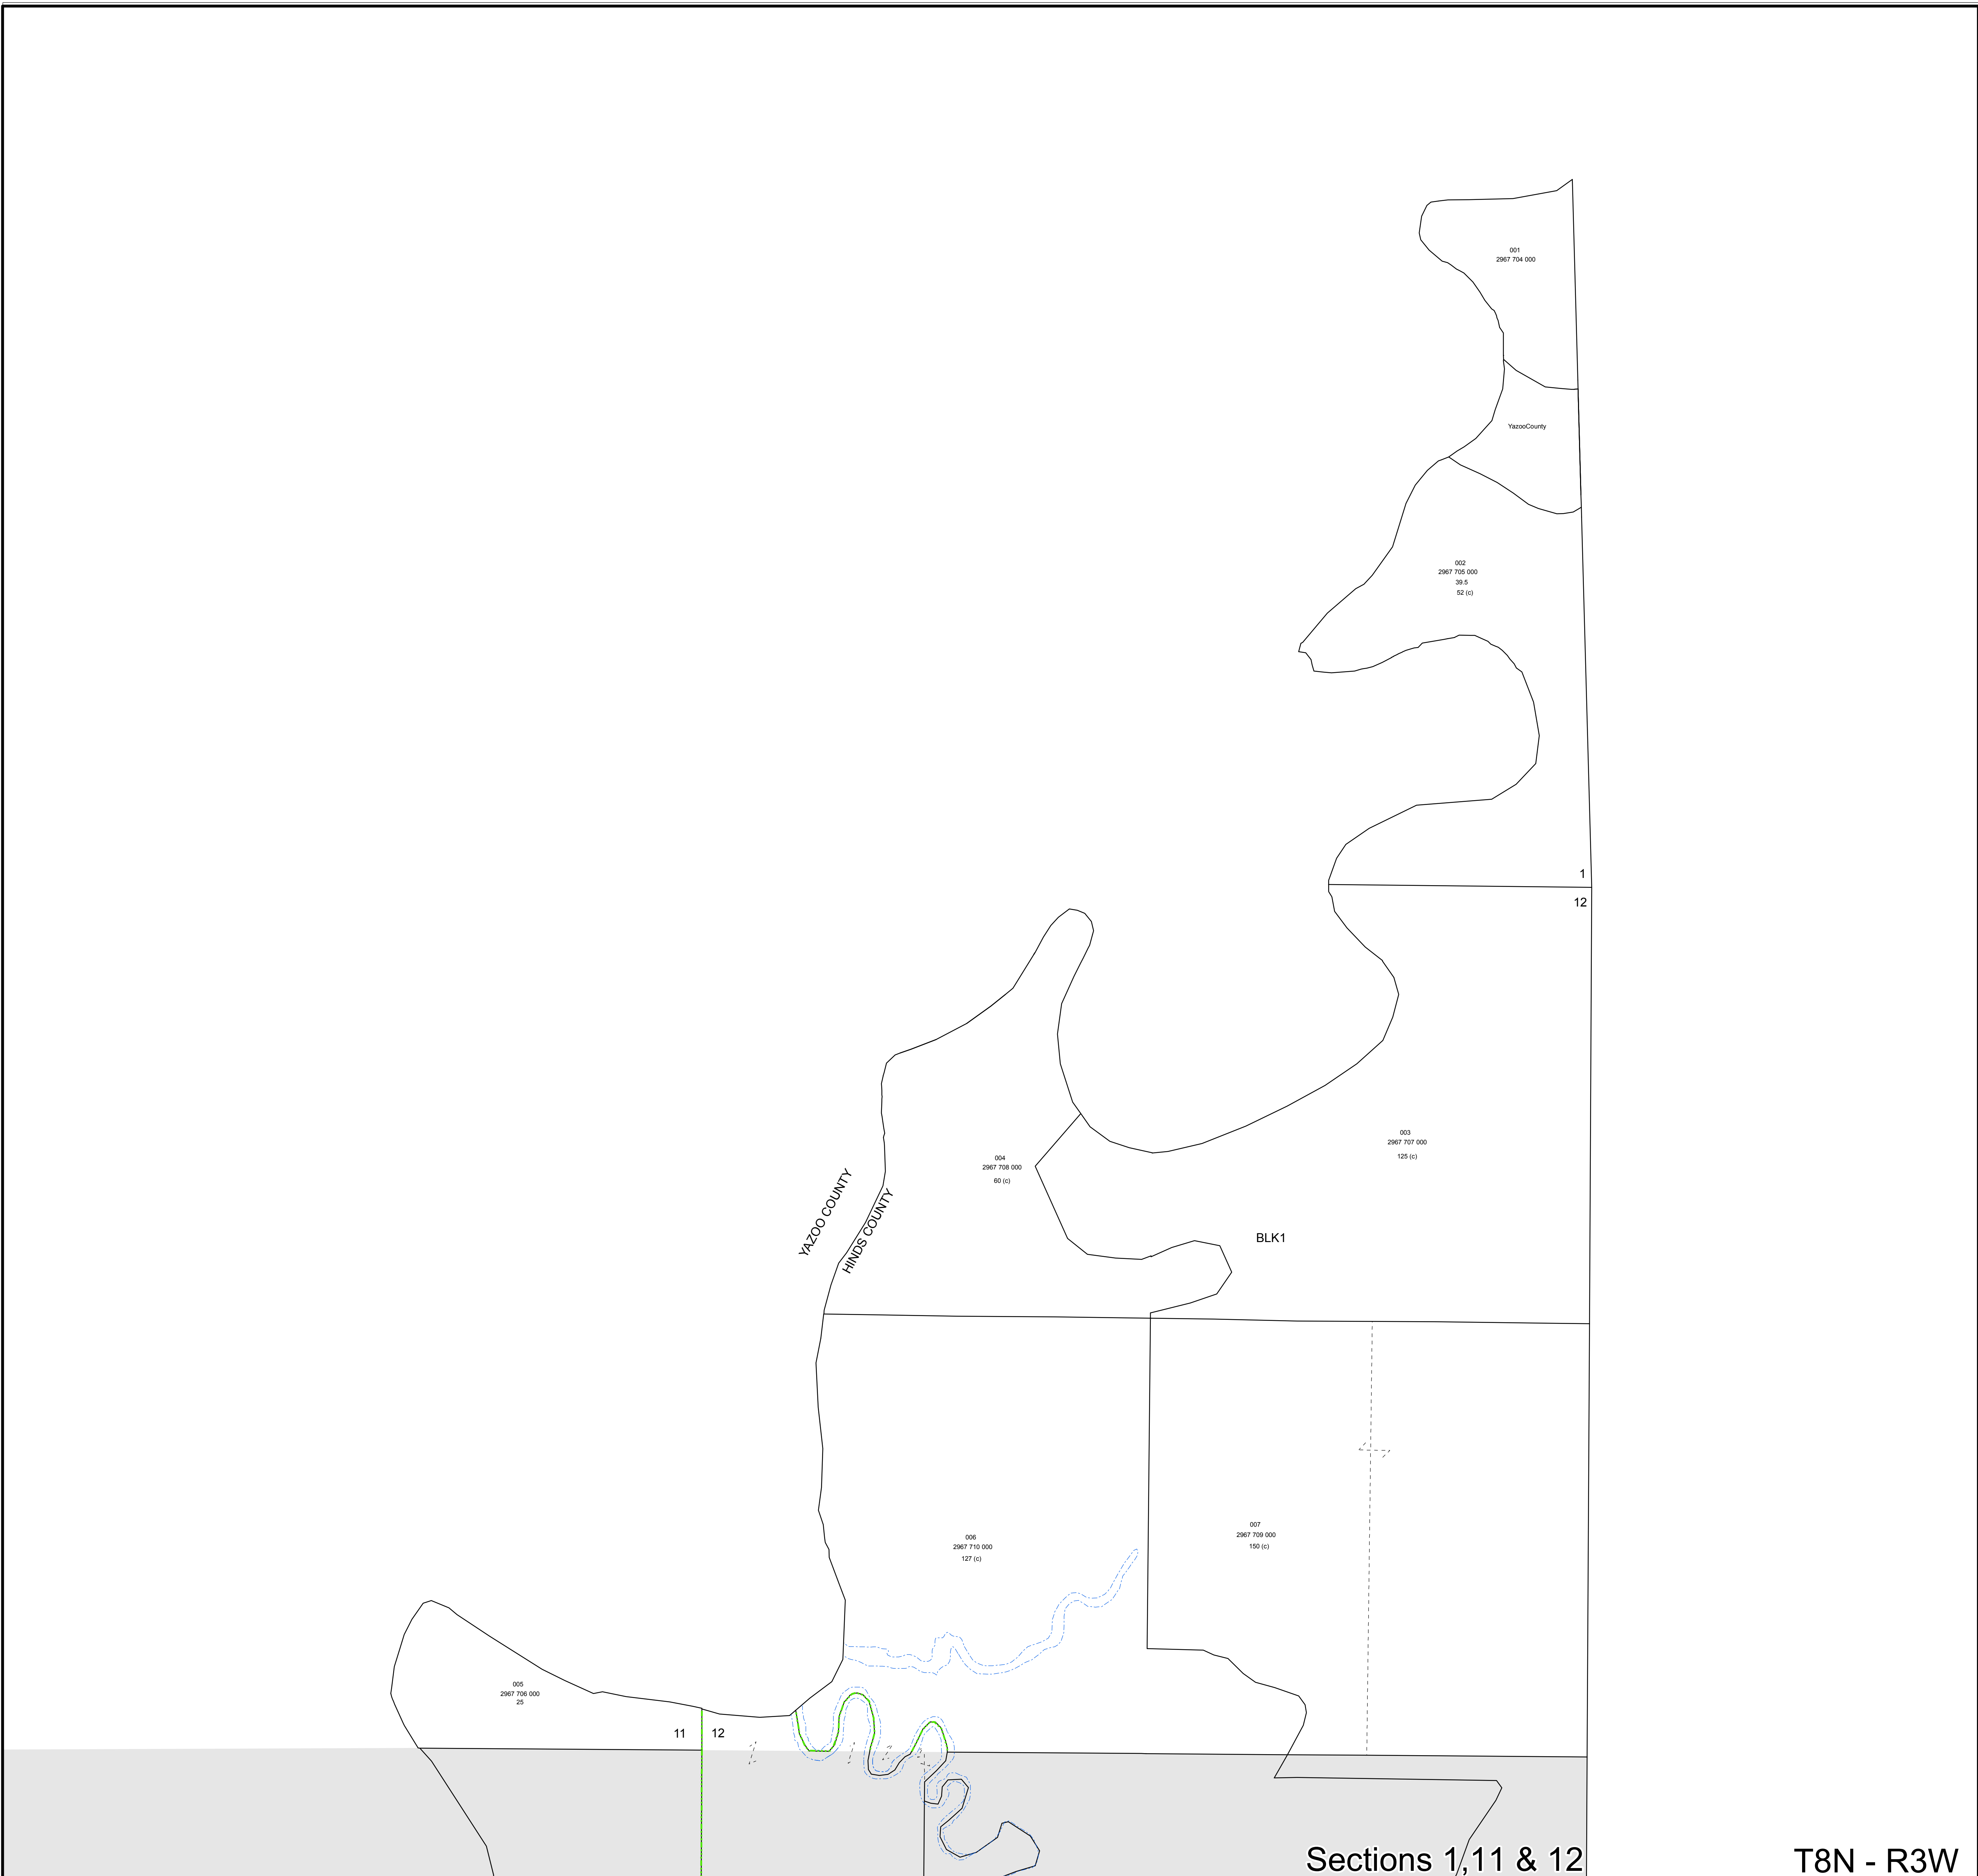 001
2967 704 000
YazooCounty
002
2967 705 000
39.5
52 (c)
1
12
003
2967 707 000
125 (c)
004
2967 708 000
60 (c)
YAZOO COUNTY
HINDS COUNTY
BLK1
006
2967 710 000
127 (c)
007
2967 709 000
150 (c)
005
2967 706 000
25
11
12
Sections 1,11 & 12
T8N - R3W